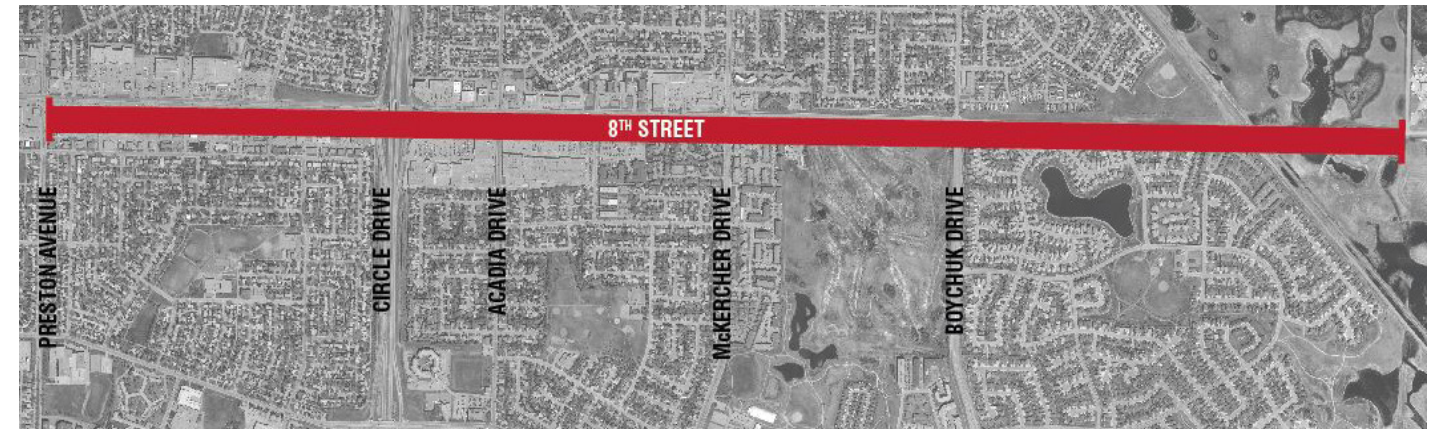 8TH STREET
PRESTON AVENUE
CIRCLE DRIVE
ACADIA DRIVE
McKERCHER DRIVE
BOYCHUK DRIVE